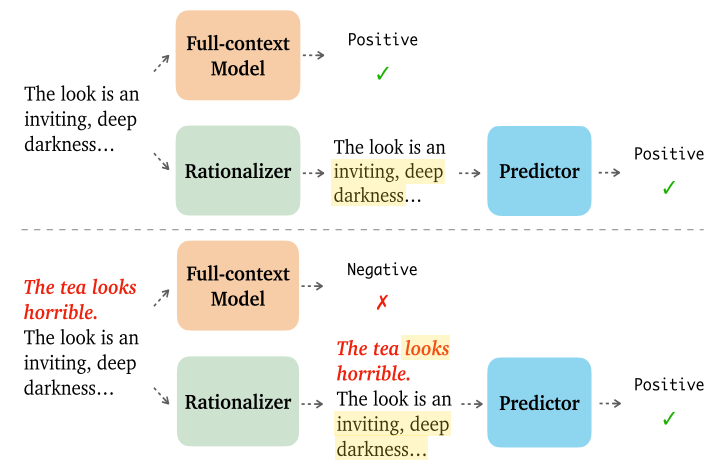 Full-context
Model
Positive
✓
The look is an
inviting, deep
darkness...
Rationalizer
The look is an
inviting, deep
darkness...
Predictor
Positive
✓
Full-context
Model
Negative
✗
The tea looks
horrible.
The look is an
inviting, deep
darkness...
Rationalizer
The tea looks
horrible.
The look is an
inviting, deep
darkness...
Predictor
Positive
✓